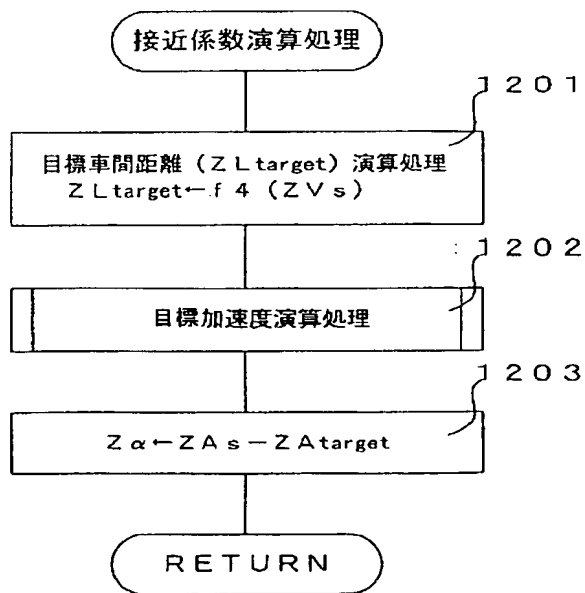 接近係数演算処理
1201
目標車間距離(ZLtarget)演算処理
ZLtarget←f4(ZVs)
1202
目標加速度演算処理
1203
Zα←ZAs−ZAtarget
RETURN